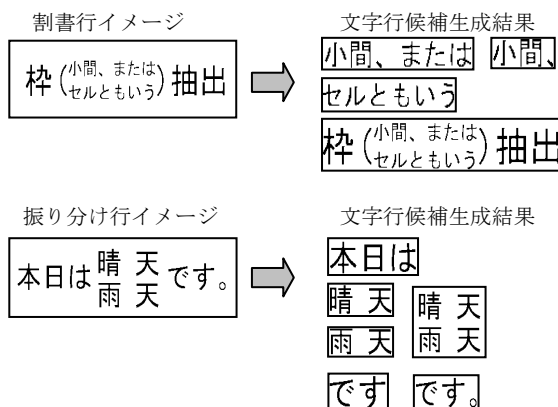 割書行イメージ
枠(小間、または
セルともいう)抽出
文字行候補生成結果
小間、または
小間、
セルともいう
枠(小間、または
セルともいう)抽出
振り分け行イメージ
本日は晴 天です。
雨 天
文字行候補生成結果
本日は
晴 天
雨 天
晴 天
雨 天
です
です。